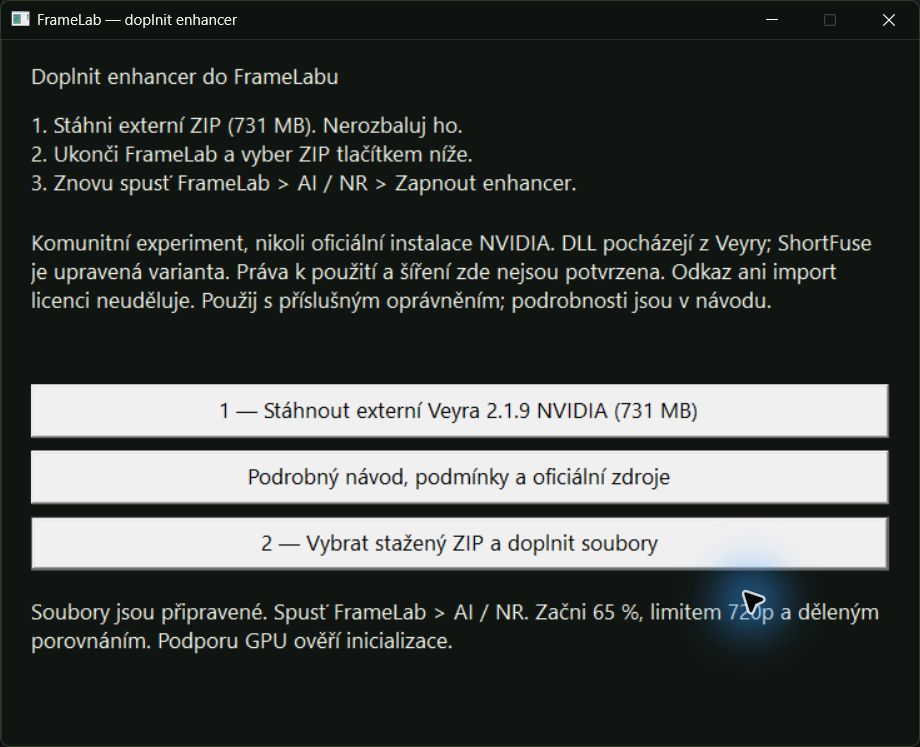 FrameLab — doplnit enhancer
Doplnit enhancer do FrameLabu
1. Stáhni externí ZIP (731 MB). Nerozbaluj ho.
2. Ukonči FrameLab a vyber ZIP tlačítkem níže.
3. Znovu spusť FrameLab > AI / NR > Zapnout enhancer.
Komunitní experiment, nikoli oficiální instalace NVIDIA. DLL pocházejí z Veyry; ShortFuse
je upravená varianta. Práva k použití a šíření zde nejsou potvrzena. Odkaz ani import
licenci neuděluje. Použij s příslušným oprávněním; podrobnosti jsou v návodu.
1 — Stáhnout externí Veyra 2.1.9 NVIDIA (731 MB)
Podrobný návod, podmínky a oficiální zdroje
2 — Vybrat stažený ZIP a doplnit soubory
Soubory jsou připravené. Spusť FrameLab > AI / NR. Začni 65 %, limitem 720p a děleným
porovnáním. Podporu GPU ověří inicializace.